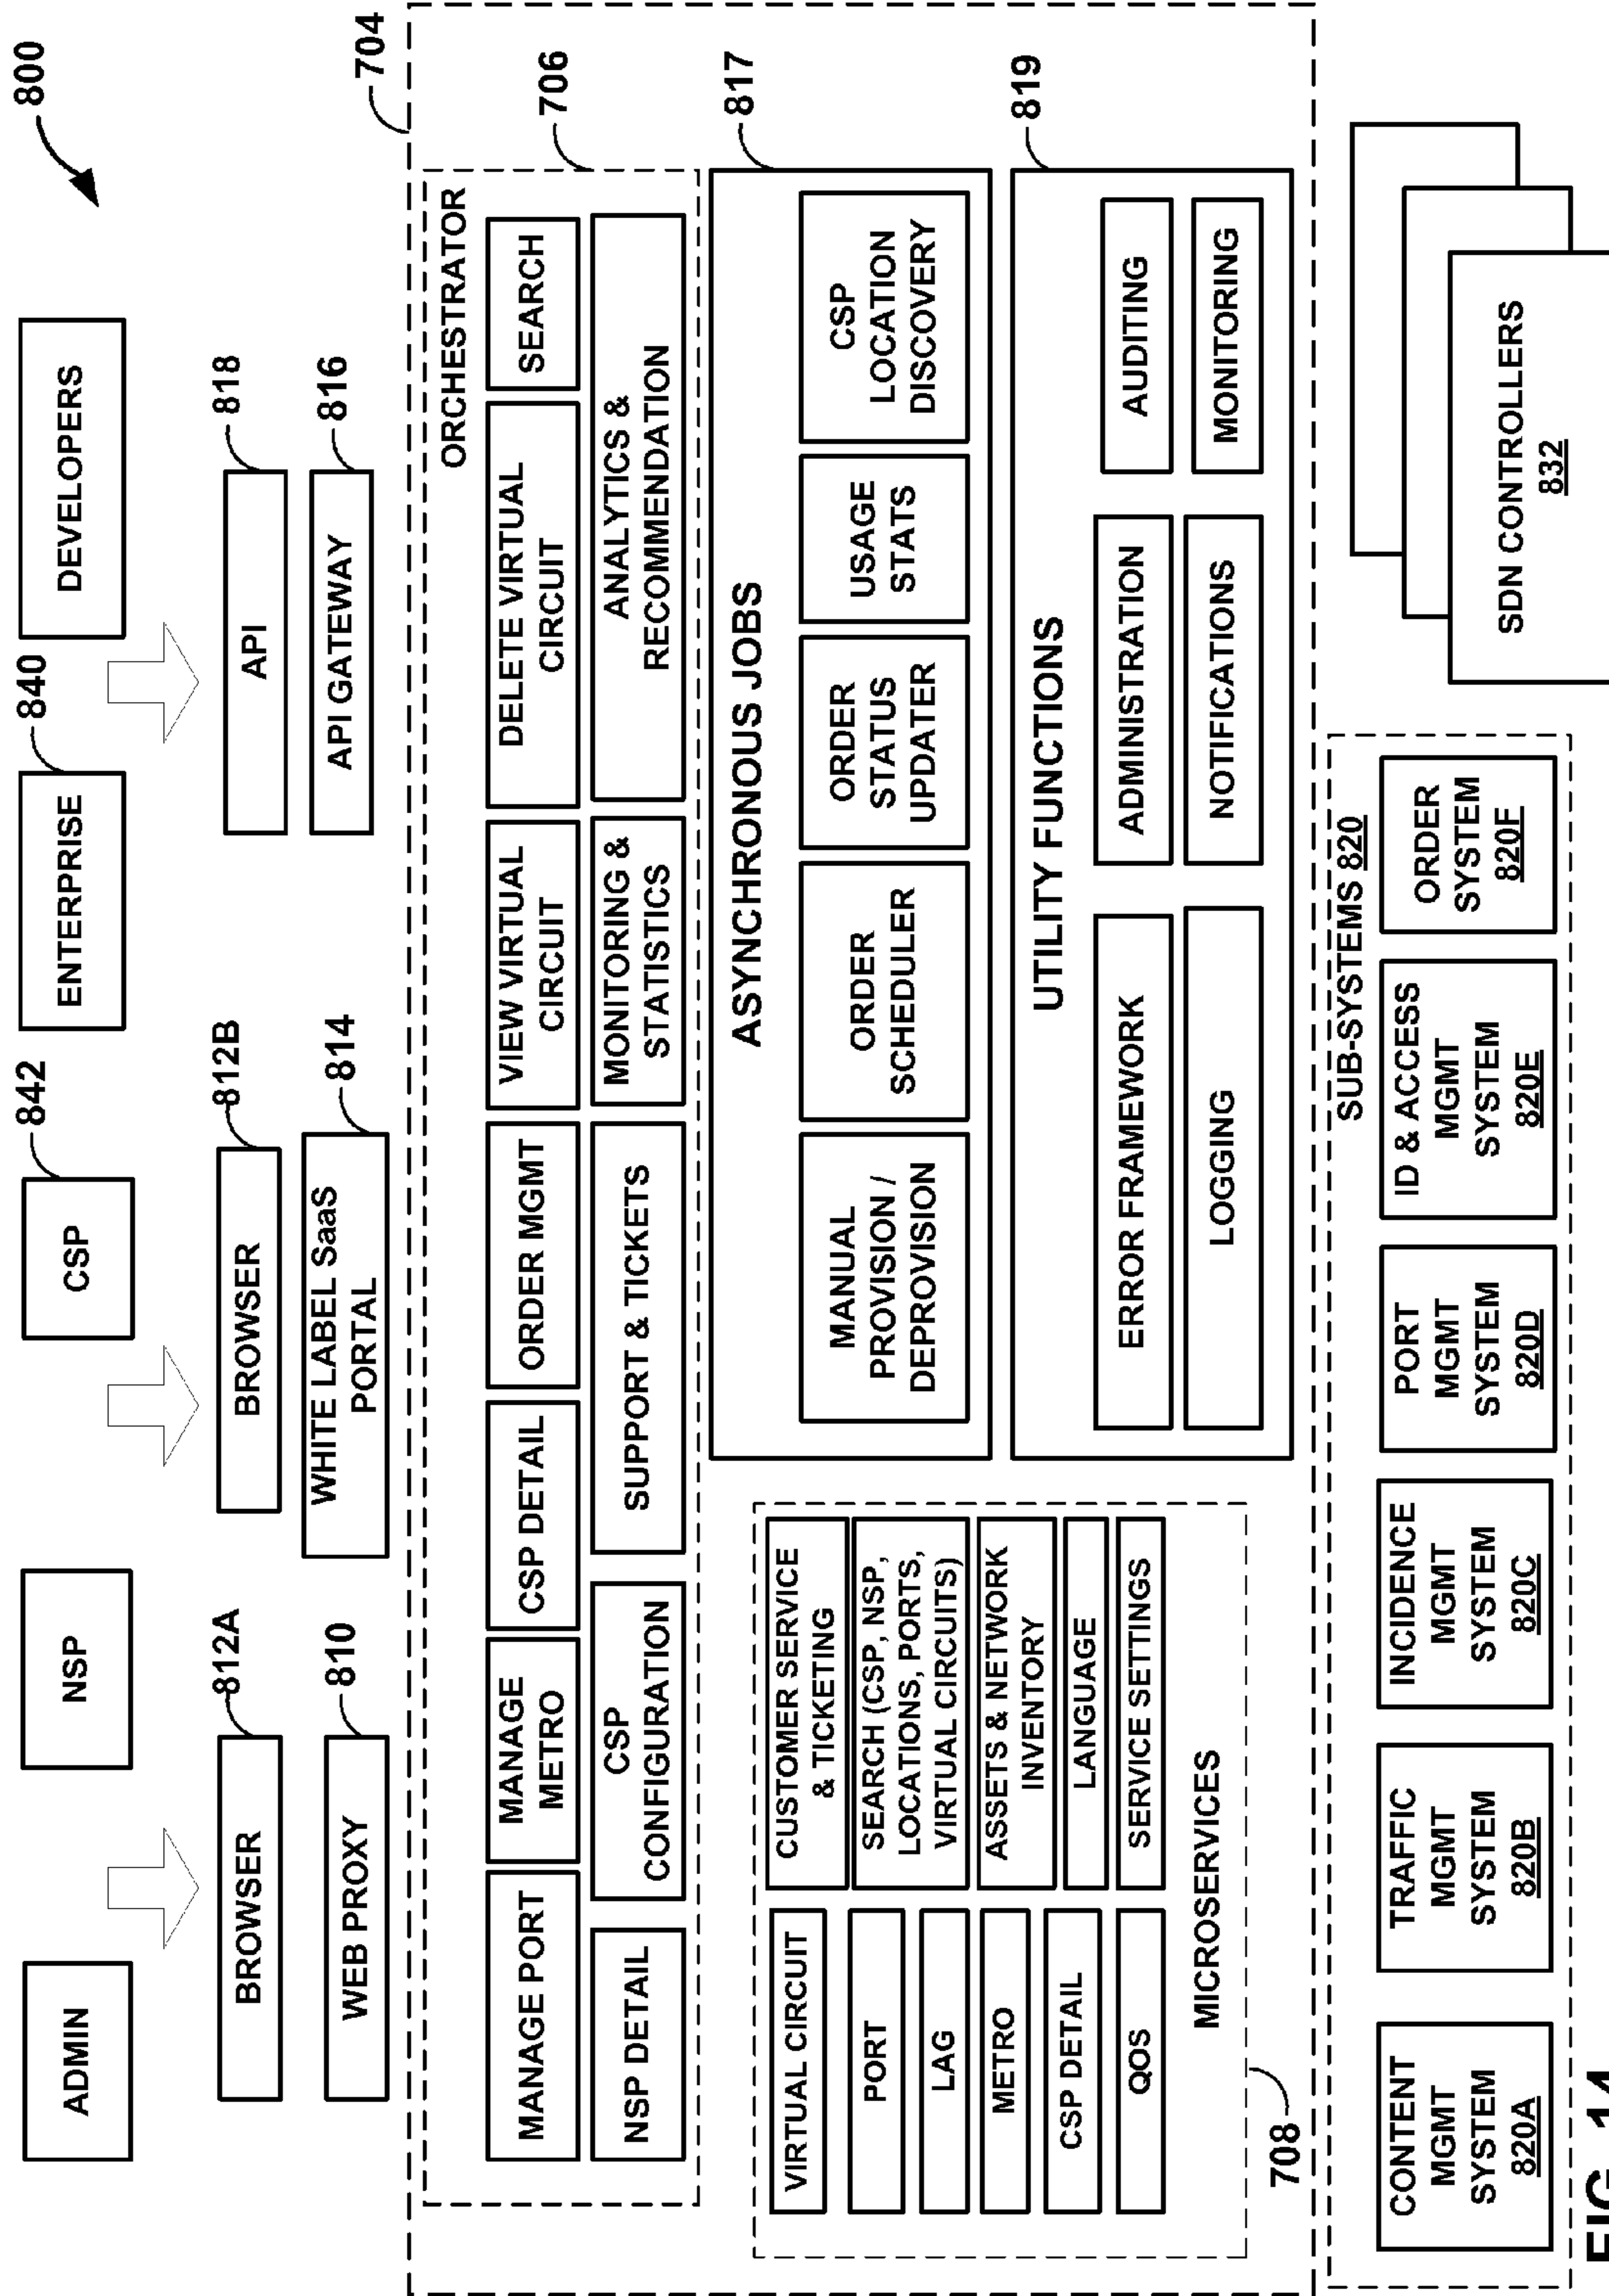 800
ADMIN
NSP
CSP
842
ENTERPRISE
840
DEVELOPERS
812A
BROWSER
810
WEB PROXY
812B
BROWSER
814
WHITE LABEL SaaS
PORTAL
818
API
816
API GATEWAY
704
ORCHESTRATOR
706
MANAGE PORT
MANAGE
METRO
CSP DETAIL
ORDER MGMT
VIEW VIRTUAL
CIRCUIT
DELETE VIRTUAL
CIRCUIT
SEARCH
NSP DETAIL
CSP
CONFIGURATION
SUPPORT & TICKETS
MONITORING &
STATISTICS
ANALYTICS &
RECOMMENDATION
VIRTUAL CIRCUIT
PORT
LAG
METRO
CSP DETAIL
QOS
CUSTOMER SERVICE
& TICKETING
SEARCH (CSP, NSP,
LOCATIONS, PORTS,
VIRTUAL CIRCUITS)
ASSETS & NETWORK
INVENTORY
LANGUAGE
SERVICE SETTINGS
MICROSERVICES
708
ASYNCHRONOUS JOBS
817
MANUAL
PROVISION /
DEPROVISION
ORDER
SCHEDULER
ORDER
STATUS
UPDATER
USAGE
STATS
CSP
LOCATION
DISCOVERY
UTILITY FUNCTIONS
819
ERROR FRAMEWORK
ADMINISTRATION
AUDITING
LOGGING
NOTIFICATIONS
MONITORING
SUB-SYSTEMS 820
CONTENT
MGMT
SYSTEM
820A
TRAFFIC
MGMT
SYSTEM
820B
INCIDENCE
MGMT
SYSTEM
820C
PORT
MGMT
SYSTEM
820D
ID & ACCESS
MGMT
SYSTEM
820E
ORDER
SYSTEM
820F
SDN CONTROLLERS
832
FIG. 14